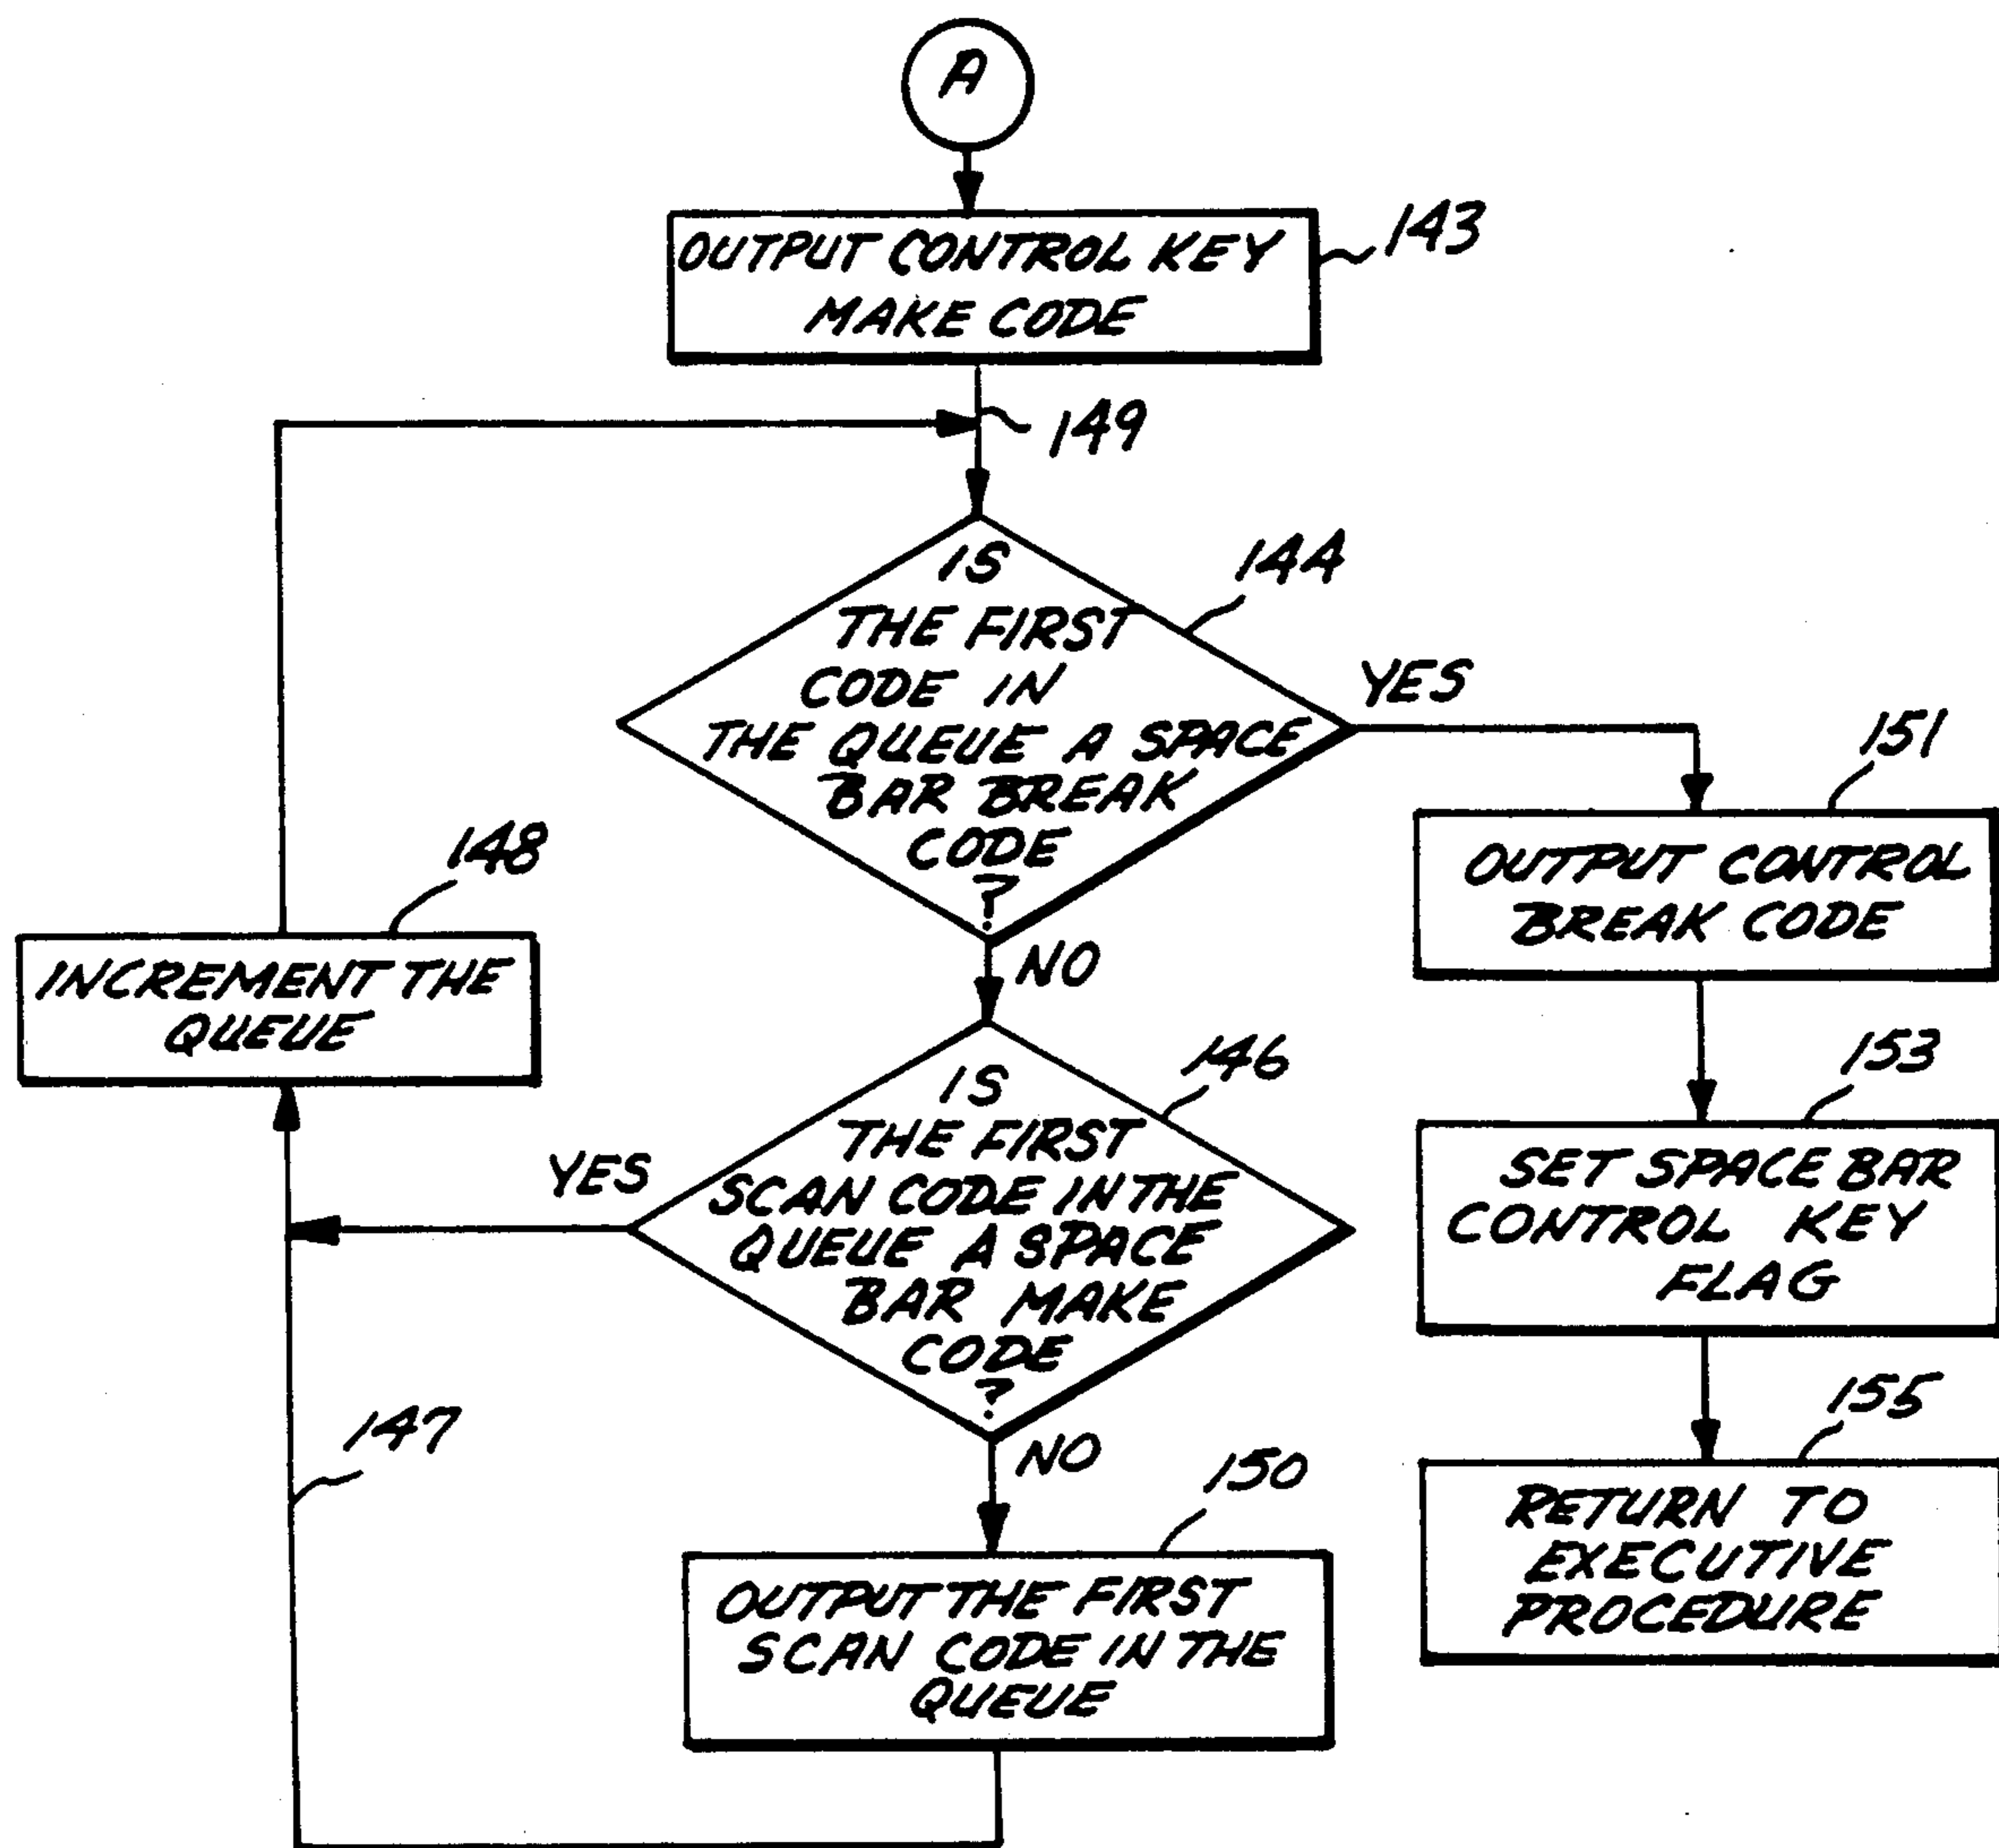 A
OUTPUT CONTROL KEY
MAKE CODE
143
149
IS
THE FIRST
CODE IN
THE QUEUE A SPACE
BAR BREAK
CODE
?
144
YES
NO
151
OUTPUT CONTROL
BREAK CODE
148
INCREMENT THE
QUEUE
153
SET SPACE BAR
CONTROL KEY
FLAG
IS
THE FIRST
SCAN CODE IN THE
QUEUE A SPACE
BAR MAKE
CODE
?
146
YES
NO
147
155
RETURN TO
EXECUTIVE
PROCEDURE
150
OUTPUT THE FIRST
SCAN CODE IN THE
QUEUE